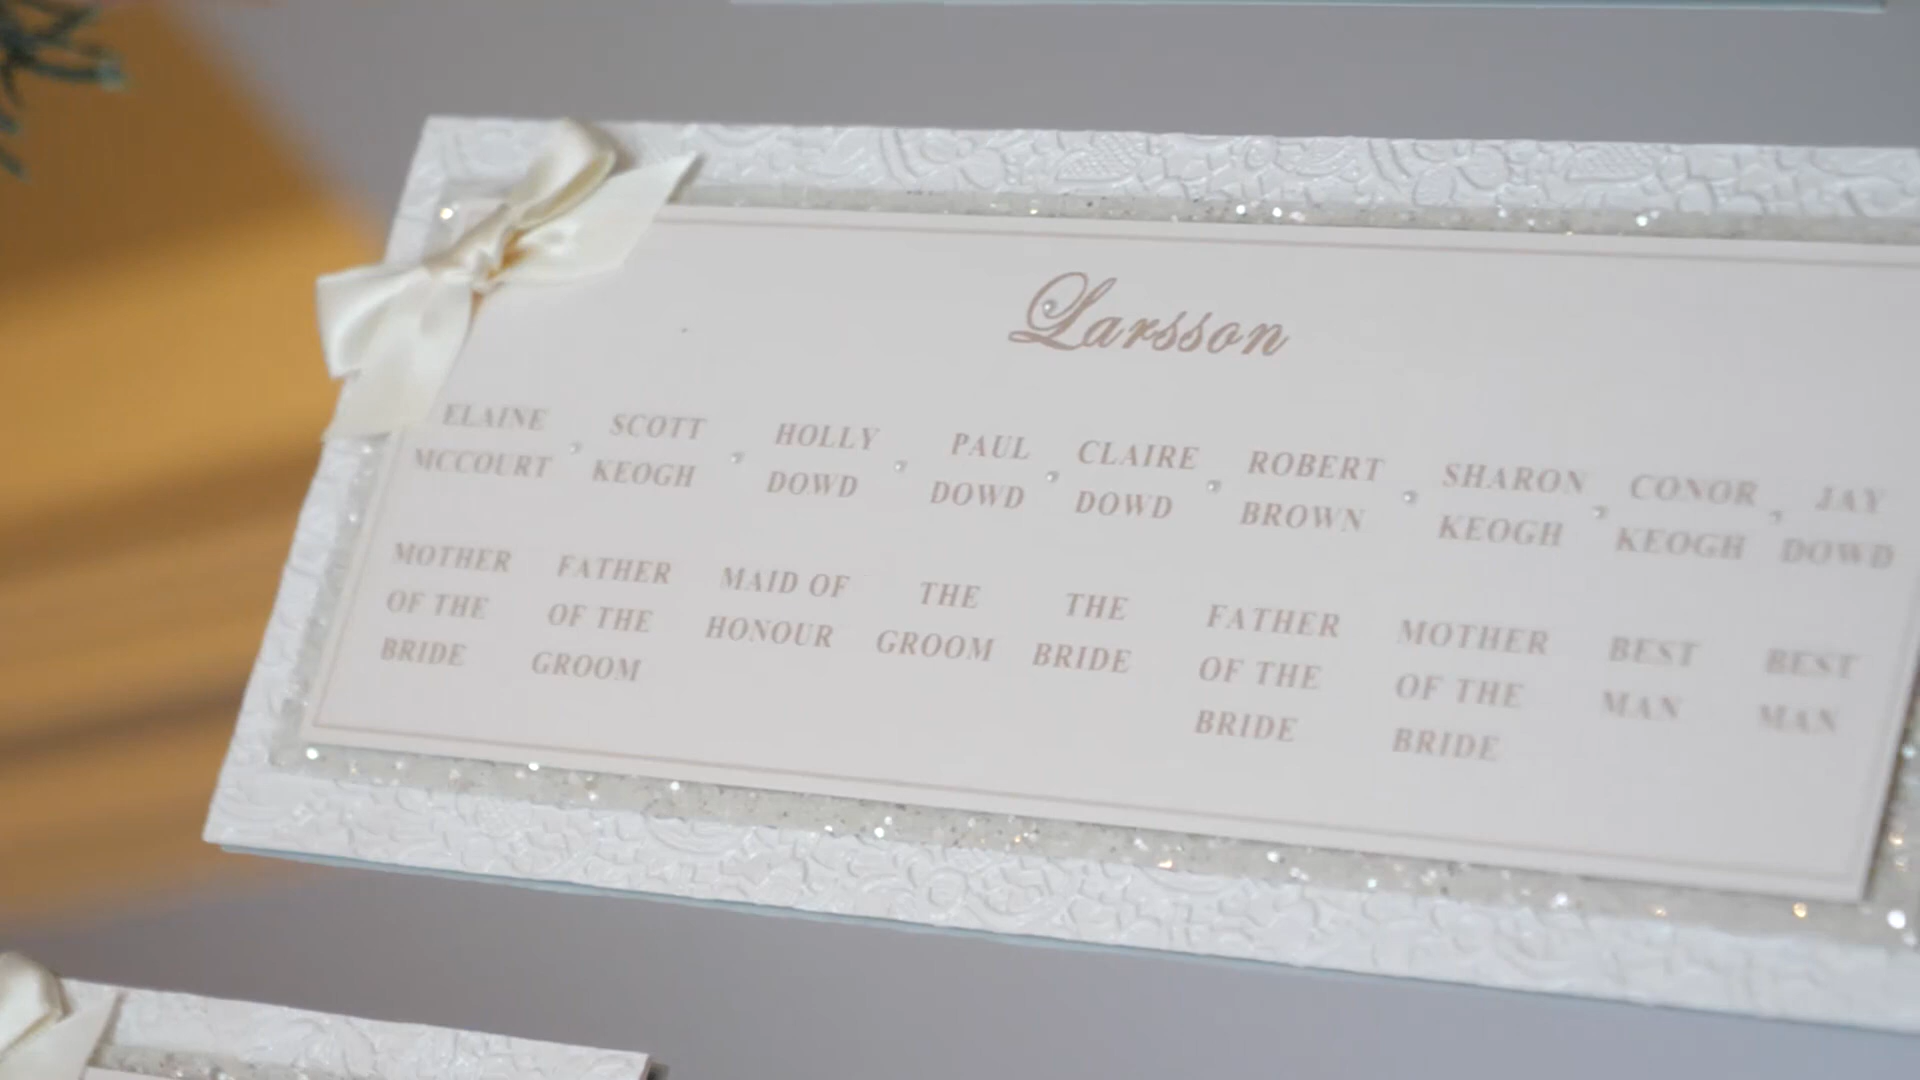 Larsson
ELAINE SCOTT HOLLY PAUL CLAIRE ROBERT SHARON CONOR JAY
MCCOURT KEOGH DOWD DOWD DOWD BROWN KEOGH KEOGH DOWD
MOTHER FATHER MAID OF THE THE FATHER MOTHER BEST BEST
OF THE OF THE HONOUR GROOM BRIDE OF THE OF THE MAN MAN
BRIDE GROOM BRIDE BRIDE